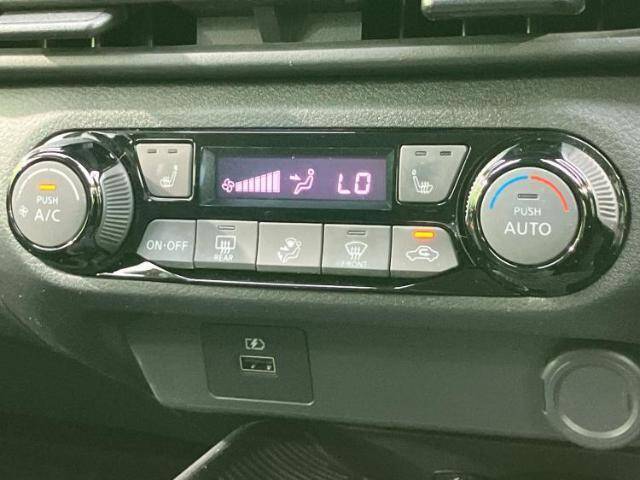 PUSH
A/C
LO
PUSH
AUTO
ON·OFF
REAR
FRONT